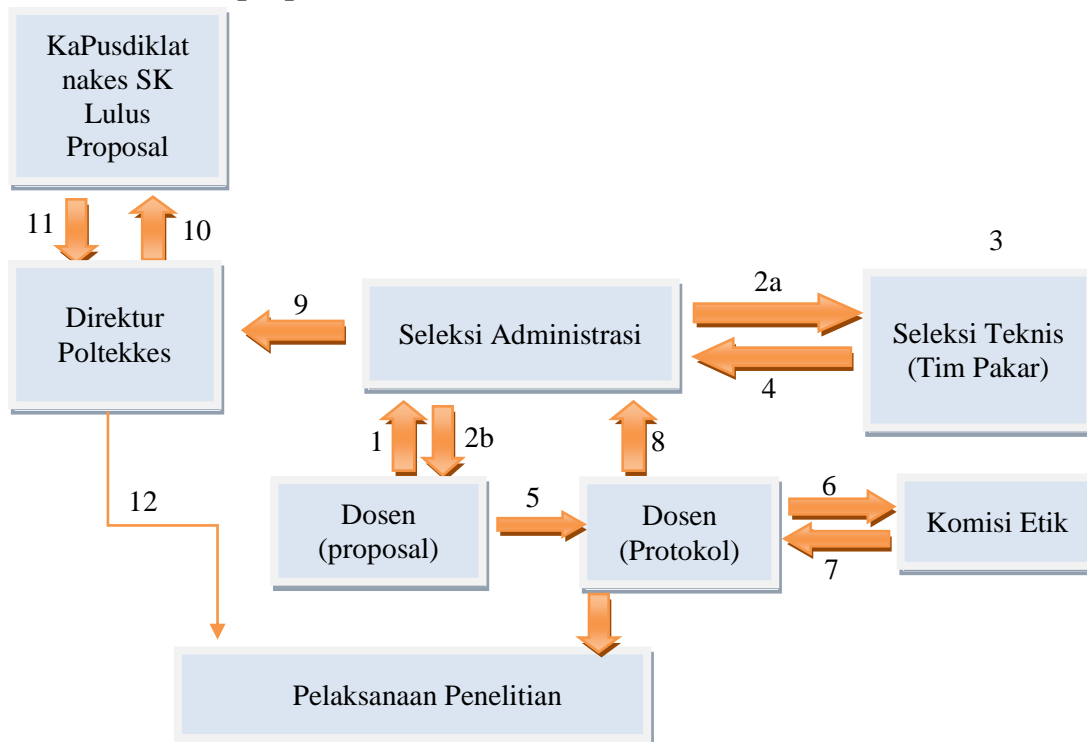 KaPusdiklat
nakes SK
Lulus
Proposal
11
10
3
2a
9
Direktur
Poltekkes
Seleksi Administrasi
Seleksi Teknis
(Tim Pakar)
4
1
2b
8
12
5
6
Dosen
(proposal)
Dosen
(Protokol)
Komisi Etik
7
Pelaksanaan Penelitian